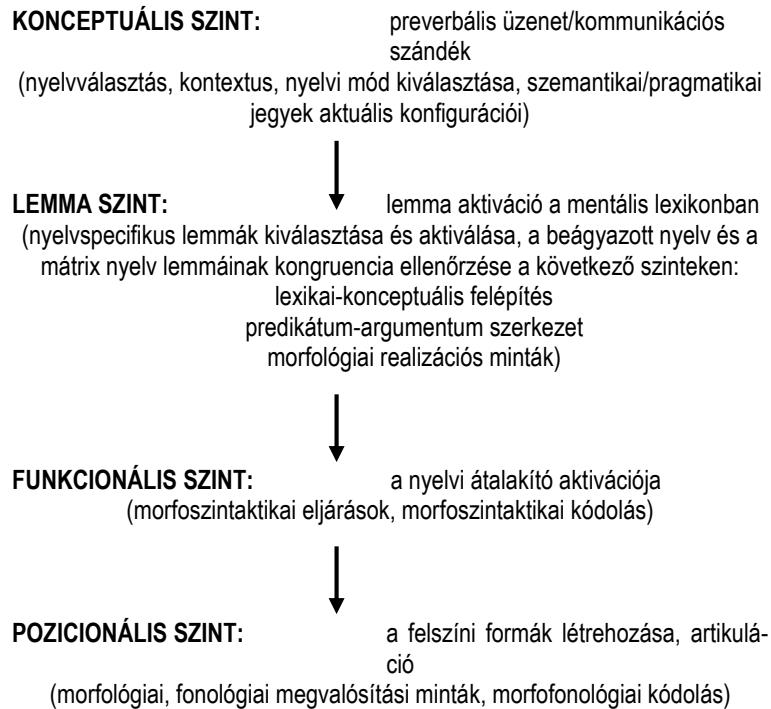 KONCEPTUÁLIS SZINT: preverbális üzenet/kommunikációs
szándék
(nyelvválasztás, kontextus, nyelvi mód kiválasztása, szemantikai/pragmatikai
jegyek aktuális konfigurációi)
LEMMA SZINT: lemma aktiváció a mentális lexikonban
(nyelvspecifikus lemmák kiválasztása és aktiválása, a beágyazott nyelv és a
mátrix nyelv lemmáinak kongruencia ellenőrzése a következő szinteken:
lexikai-konceptuális felépítés
predikátum-argumentum szerkezet
morfológiai realizációs minták)
FUNKCIONÁLIS SZINT: a nyelvi átalakító aktivációja
(morfoszintaktikai eljárások, morfoszintaktikai kódolás)
POZICIONÁLIS SZINT: a felszíni formák létrehozása, artikulá-
ció
(morfológiai, fonológiai megvalósítási minták, morfofonológiai kódolás)